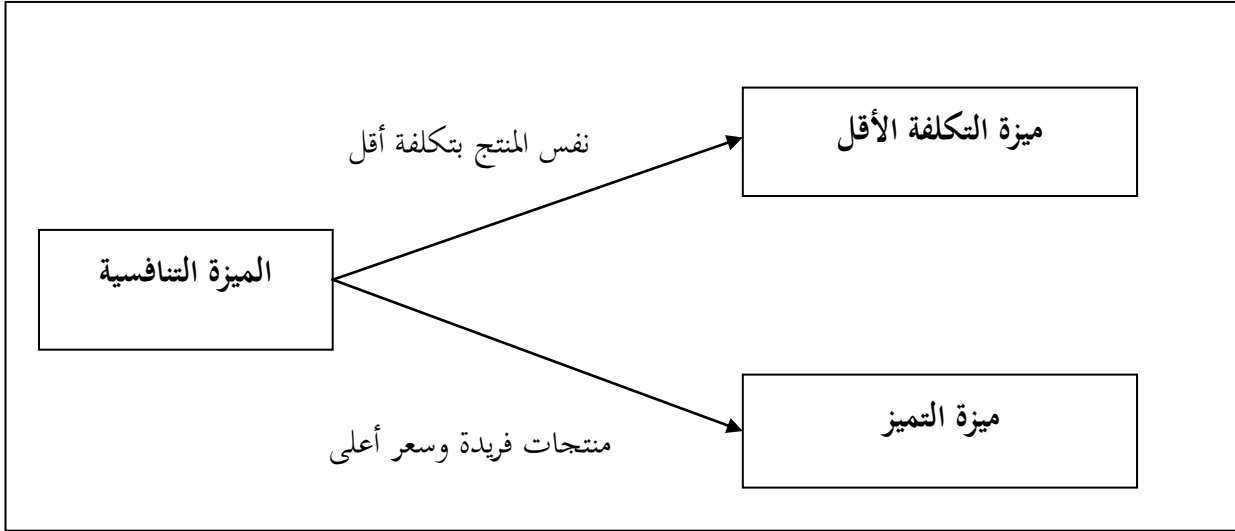 ميزة التكلفة الأقل
نفس المنتج بتكلفة أقل
الميزة التنافسية
ميزة التميز
منتجات فريدة وسعر أعلى